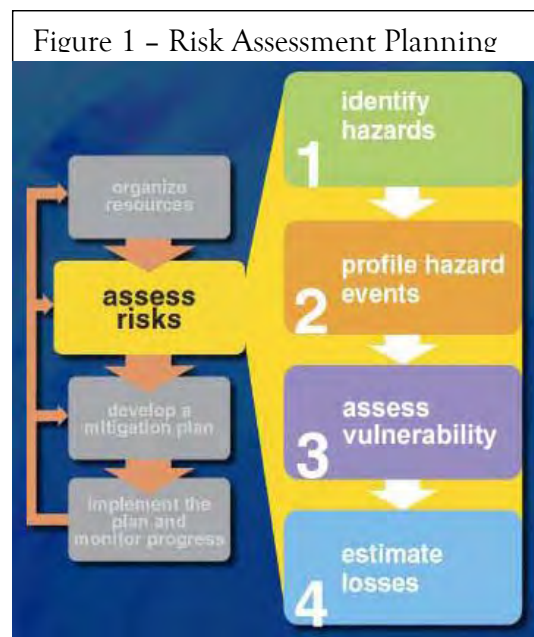 Figure 1 – Risk Assessment Planning
organize
resources
assess
risks
develop a
mitigation plan
implement the
plan and
monitor progress
1
identify
hazards
2
profile hazard
events
3
assess
vulnerability
4
estimate
losses